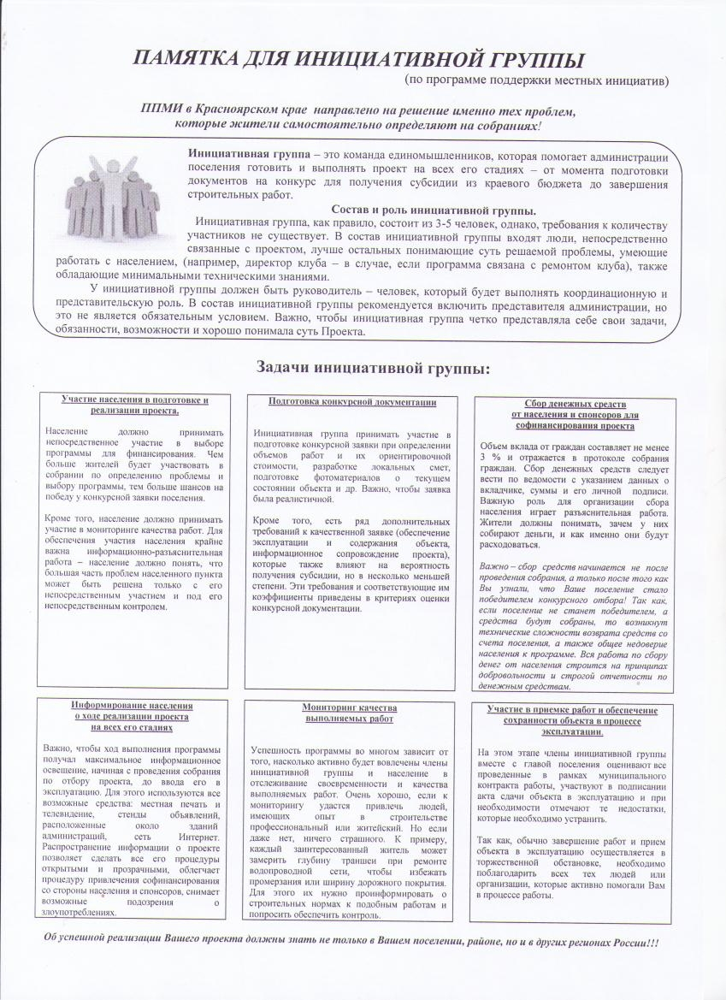 ПАМЯТКА ДЛЯ ИНИЦИАТИВНОЙ ГРУППЫ
(по программе поддержки местных инициатив)
ППМИ в Красноярском крае направлено на решение именно тех проблем,
которые жители самостоятельно определяют на собраниях!
Инициативная группа – это команда единомышленников, которая помогает администрации
поселения готовить и выполнять проект на всех его стадиях – от момента подготовки
документов на конкурс для получения субсидии из краевого бюджета до завершения
строительных работ.
Состав и роль инициативной группы.
Инициативная группа, как правило, состоит из 3-5 человек, однако, требования к количеству
участников не существует. В состав инициативной группы входят люди, непосредственно
связанные с проектом, лучше остальных понимающие суть решаемой проблемы, умеющие
работать с населением, (например, директор клуба – в случае, если программа связана с ремонтом клуба), также
обладающие минимальными техническими знаниями.
У инициативной группы должен быть руководитель – человек, который будет выполнять координационную и
представительскую роль. В состав инициативной группы рекомендуется включить представителя администрации, но
это не является обязательным условием. Важно, чтобы инициативная группа четко представляла себе свои задачи,
обязанности, возможности и хорошо понимала суть Проекта.
Задачи инициативной группы:
Участие населения в подготовке и
реализации проекта.
Население должно принимать
непосредственное участие в выборе
программы для финансирования. Чем
больше жителей будет участвовать в
собрании по определению проблемы и
выбору программы, тем больше шансов на
победу у конкурсной заявки поселения.
Кроме того, население должно принимать
участие в мониторинге качества работ. Для
обеспечения участия населения крайне
важна информационно-разъяснительная
работа – население должно понять, что
большая часть проблем населенного пункта
может быть решена только с его
непосредственным участием и под его
непосредственным контролем.
Подготовка конкурсной документации
Инициативная группа принимать участие в
подготовке конкурсной заявки при определении
объемов работ и их ориентировочной
стоимости, разработке локальных смет,
подготовке фотоматериалов о текущем
состоянии объекта и др. Важно, чтобы заявка
была реалистичной.
Кроме того, есть ряд дополнительных
требований к качественной заявке (обеспечение
эксплуатации и содержания объекта,
информационное сопровождение проекта),
которые также влияют на вероятность
получения субсидии, но в несколько меньшей
степени. Эти требования и соответствующие им
коэффициенты приведены в критериях оценки
конкурсной документации.
Сбор денежных средств
от населения и спонсоров для
софинансирования проекта
Объем вклада от граждан составляет не менее
3 % и отражается в протоколе собрания
граждан. Сбор денежных средств следует
вести по ведомости с указанием данных о
вкладчике, суммы и его личной подписи.
Важную роль для организации сбора
населения играет разъяснительная работа.
Жители должны понимать, зачем у них
собирают деньги, и как именно они будут
расходоваться.
Важно – сбор средств начинается не после
проведения собрания, а только после того как
Вы узнали, что Ваше поселение стало
победителем конкурсного отбора! Так как,
если поселение не станет победителем, а
средства будут собраны, то возникнут
технические сложности возврата средств со
счета поселения, а также общее недоверие
населения к программе. Вся работа по сбору
денег от населения строится на принципах
добровольности и строгой отчетности по
денежным средствам.
Информирование населения
о ходе реализации проекта
на всех его стадиях
Важно, чтобы ход выполнения программы
получал максимальное информационное
освещение, начиная с проведения собрания
по отбору проекта, до ввода его в
эксплуатацию. Для этого используются все
возможные средства: местная печать и
телевидение, стенды объявлений,
расположенные около зданий
администраций, сеть Интернет.
Распространение информации о проекте
позволяет сделать все его процедуры
открытыми и прозрачными, облегчает
процедуру привлечения софинансирования
со стороны населения и спонсоров, снимает
возможные подозрения о
злоупотреблениях.
Мониторинг качества
выполняемых работ
Успешность программы во многом зависит от
того, насколько активно будет вовлечены члены
инициативной группы и население в
отслеживание своевременности и качества
выполняемых работ. Очень хорошо, если к
мониторингу удастся привлечь людей,
имеющих опыт в строительстве
профессиональный или житейский. Но если
даже нет, ничего страшного. К примеру,
каждый заинтересованный житель может
замерить глубину траншеи при ремонте
водопроводной сети, чтобы избежать
промерзания или ширину дорожного покрытия.
Для этого их нужно проинформировать о
строительных нормах к подобным работам и
попросить обеспечить контроль.
Участие в приемке работ и обеспечение
сохранности объекта в процессе
эксплуатации.
На этом этапе члены инициативной группы
вместе с главой поселения оценивают все
проведенные в рамках муниципального
контракта работы, участвуют в подписании
акта сдачи объекта в эксплуатацию и при
необходимости отмечают те недостатки,
которые необходимо устранить.
Так как, обычно завершение работ и прием
объекта в эксплуатацию осуществляется в
торжественной обстановке, необходимо
поблагодарить всех тех людей или
организации, которые активно помогали Вам
в процессе работы.
Об успешной реализации Вашего проекта должны знать не только в Вашем поселении, районе, но и в других регионах России!!!